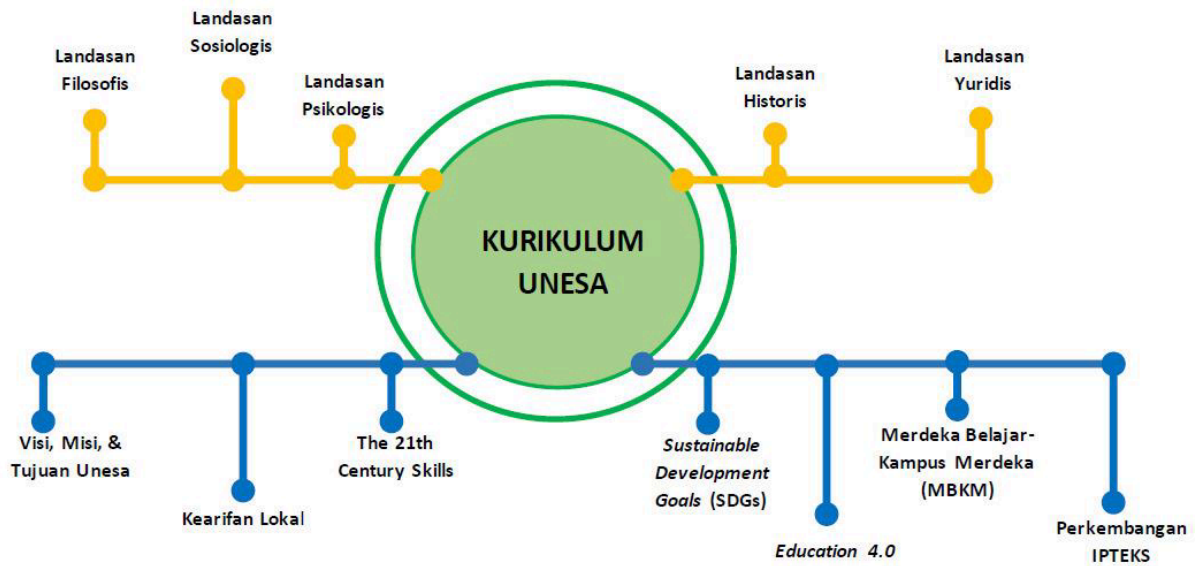 Landasan
Filosofis
Landasan
Sosiologis
Landasan
Psikologis
Landasan
Historis
Landasan
Yuridis
KURIKULUM
UNESA
Visi, Misi, &
Tujuan Unesa
Kearifan Lokal
The 21th
Century Skills
Sustainable
Development
Goals (SDGs)
Education 4.0
Merdeka Belajar-
Kampus Merdeka
(MBKM)
Perkembangan
IPTEKS